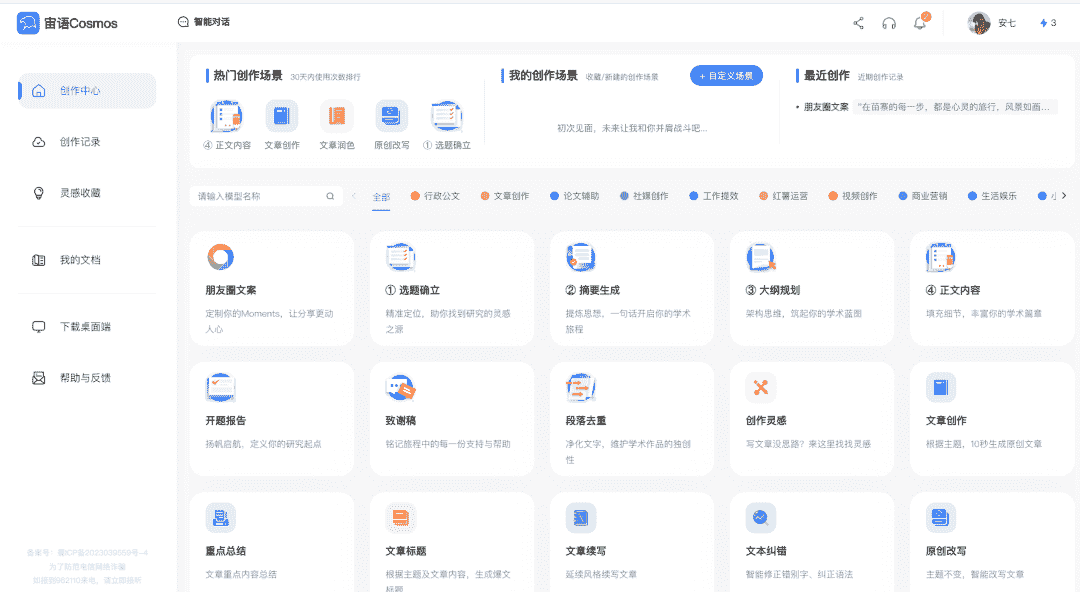 宙语Cosmos
智能对话
2
安七
3
创作中心
创作记录
灵感收藏
我的文档
下载桌面端
帮助与反馈
热门创作场景 30天内使用次数排行
④ 正文内容 文章创作 文章润色 原创改写 ① 选题确立
我的创作场景 收藏/新建的创作场景
+ 自定义场景
初次见面，未来让我和你并肩战斗吧...
最近创作 近期创作记录
• 朋友圈文案 "在苗寨的每一步，都是心灵的旅行，风景如画...
请输入模型名称
全部 行政公文 文章创作 论文辅助 社媒创作 工作提效 红薯运营 视频创作 商业营销 生活娱乐 小
朋友圈文案
定制你的Moments，让分享更动
人心
① 选题确立
精准定位，助你找到研究的灵感
之源
② 摘要生成
提炼思想，一句话开启你的学术
旅程
③ 大纲规划
架构思维，筑起你的学术蓝图
④ 正文内容
填充细节，丰富你的学术篇章
开题报告
扬帆启航，定义你的研究起点
致谢稿
铭记旅程中的每一份支持与帮助
段落去重
净化文字，维护学术作品的独创
性
创作灵感
写文章没思路？来这里找找灵感
文章创作
根据主题，10秒生成原创文章
重点总结
文章重点内容总结
文章标题
根据主题及文章内容，生成爆文
标题
文章续写
延续风格续写文章
文本纠错
智能修正错别字、纠正语法
原创改写
主题不变，智能改写文章